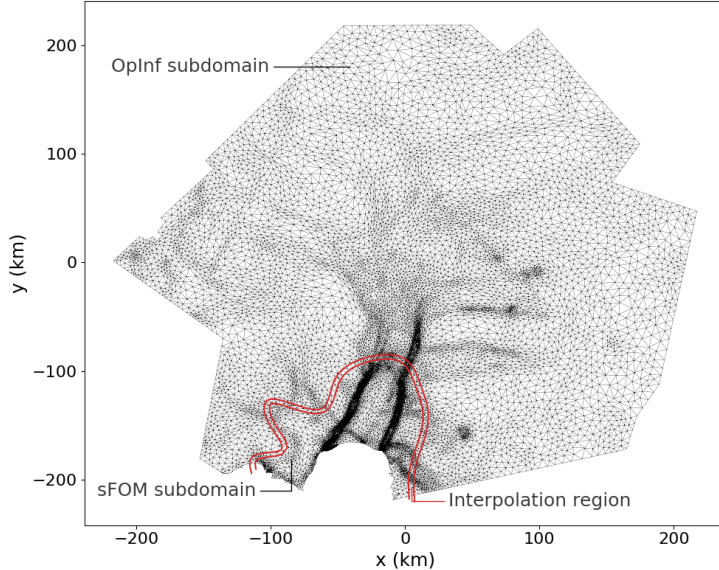 200
OpInf subdomain
100
y (km)
0
−100
sFOM subdomain
−200
Interpolation region
−200
−100
0
100
200
x (km)